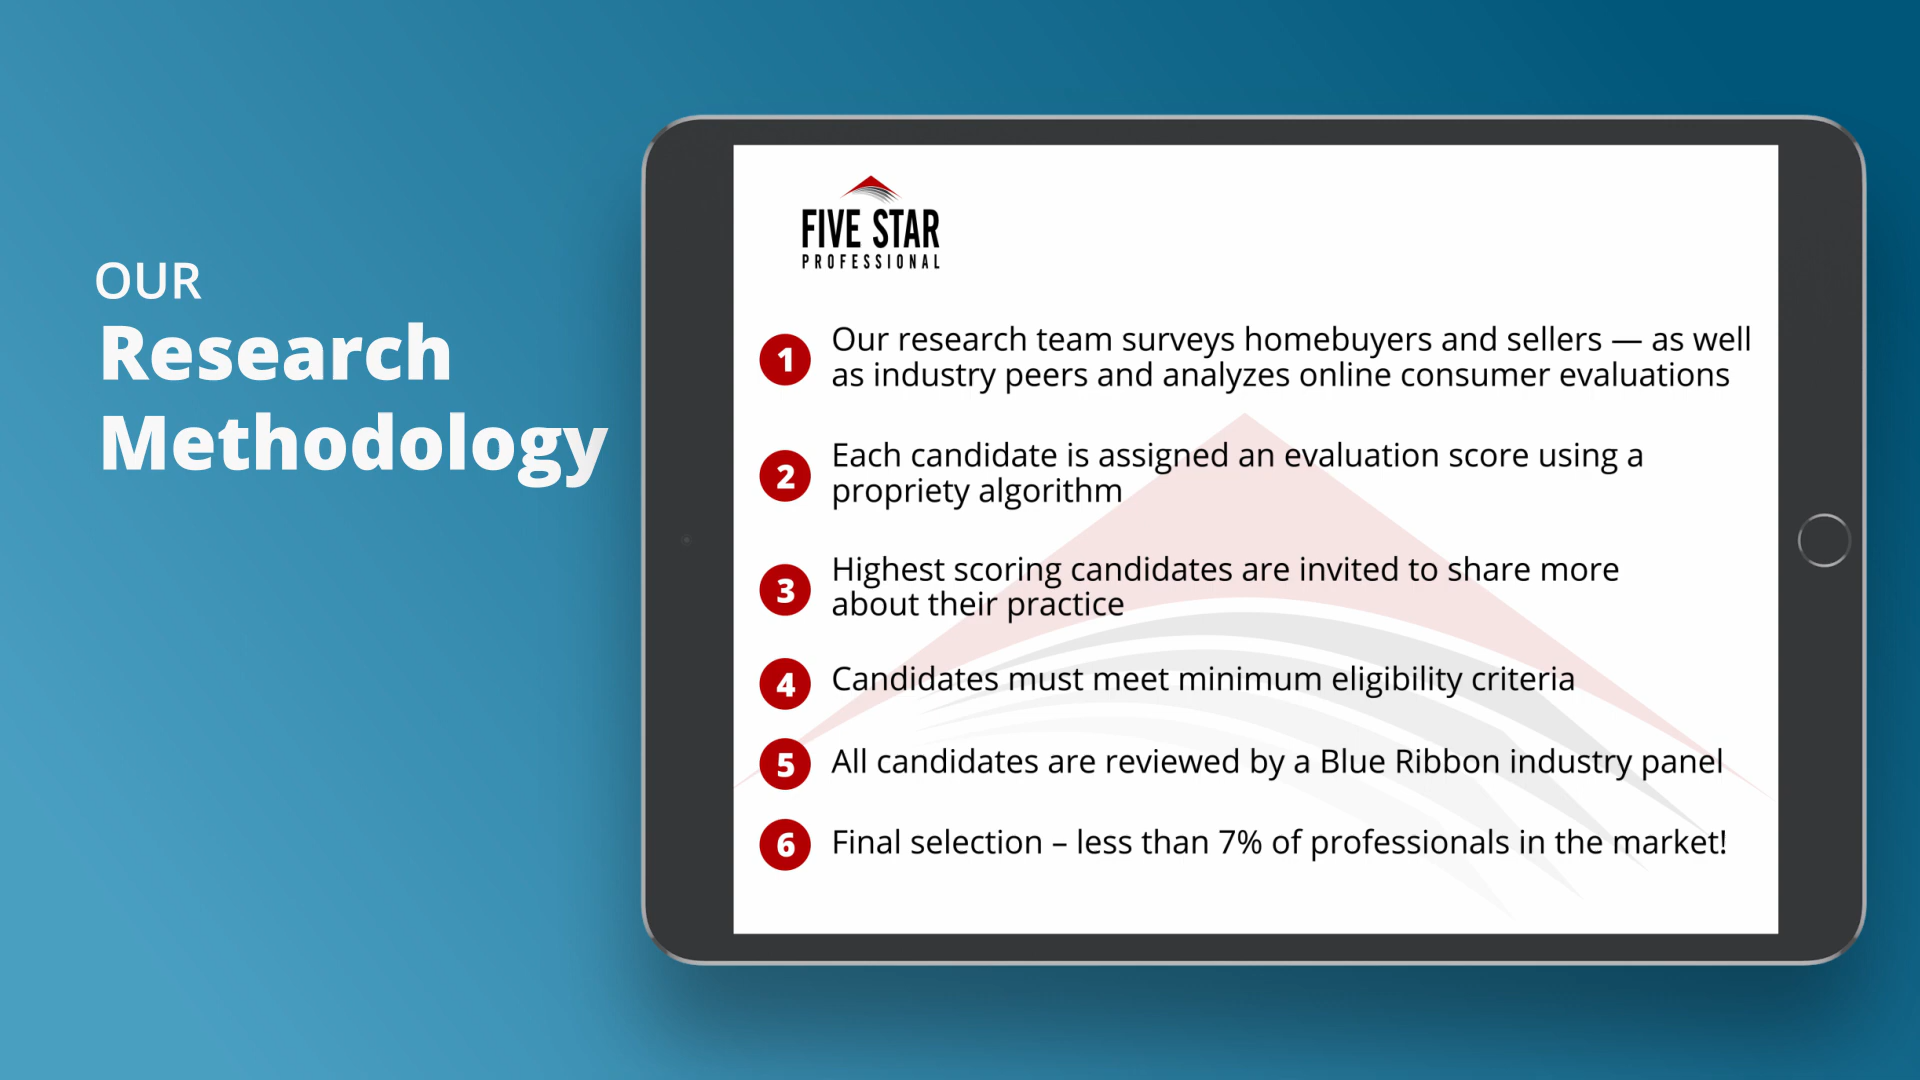 OUR
Research
Methodology
FIVE STAR
PROFESSIONAL
1 Our research team surveys homebuyers and sellers — as well
as industry peers and analyzes online consumer evaluations
2 Each candidate is assigned an evaluation score using a
propriety algorithm
3 Highest scoring candidates are invited to share more
about their practice
4 Candidates must meet minimum eligibility criteria
5 All candidates are reviewed by a Blue Ribbon industry panel
6 Final selection – less than 7% of professionals in the market!